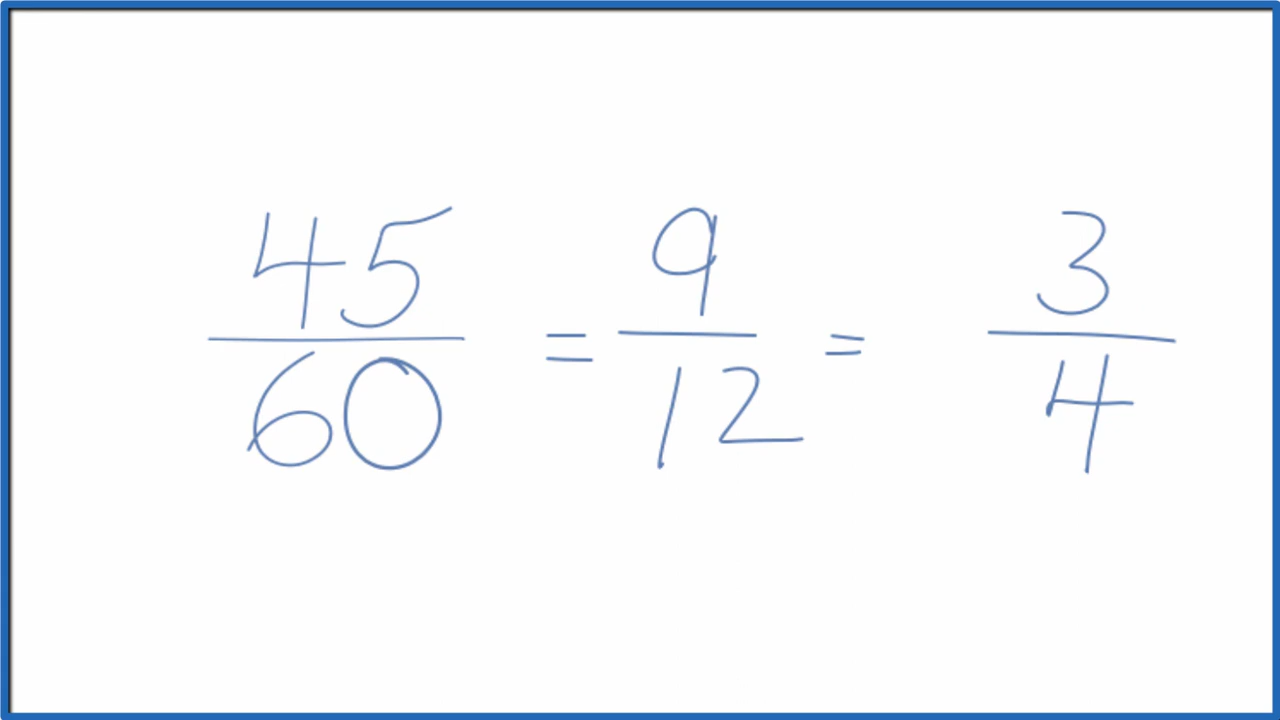 45/60 = 9/12 = 3/4